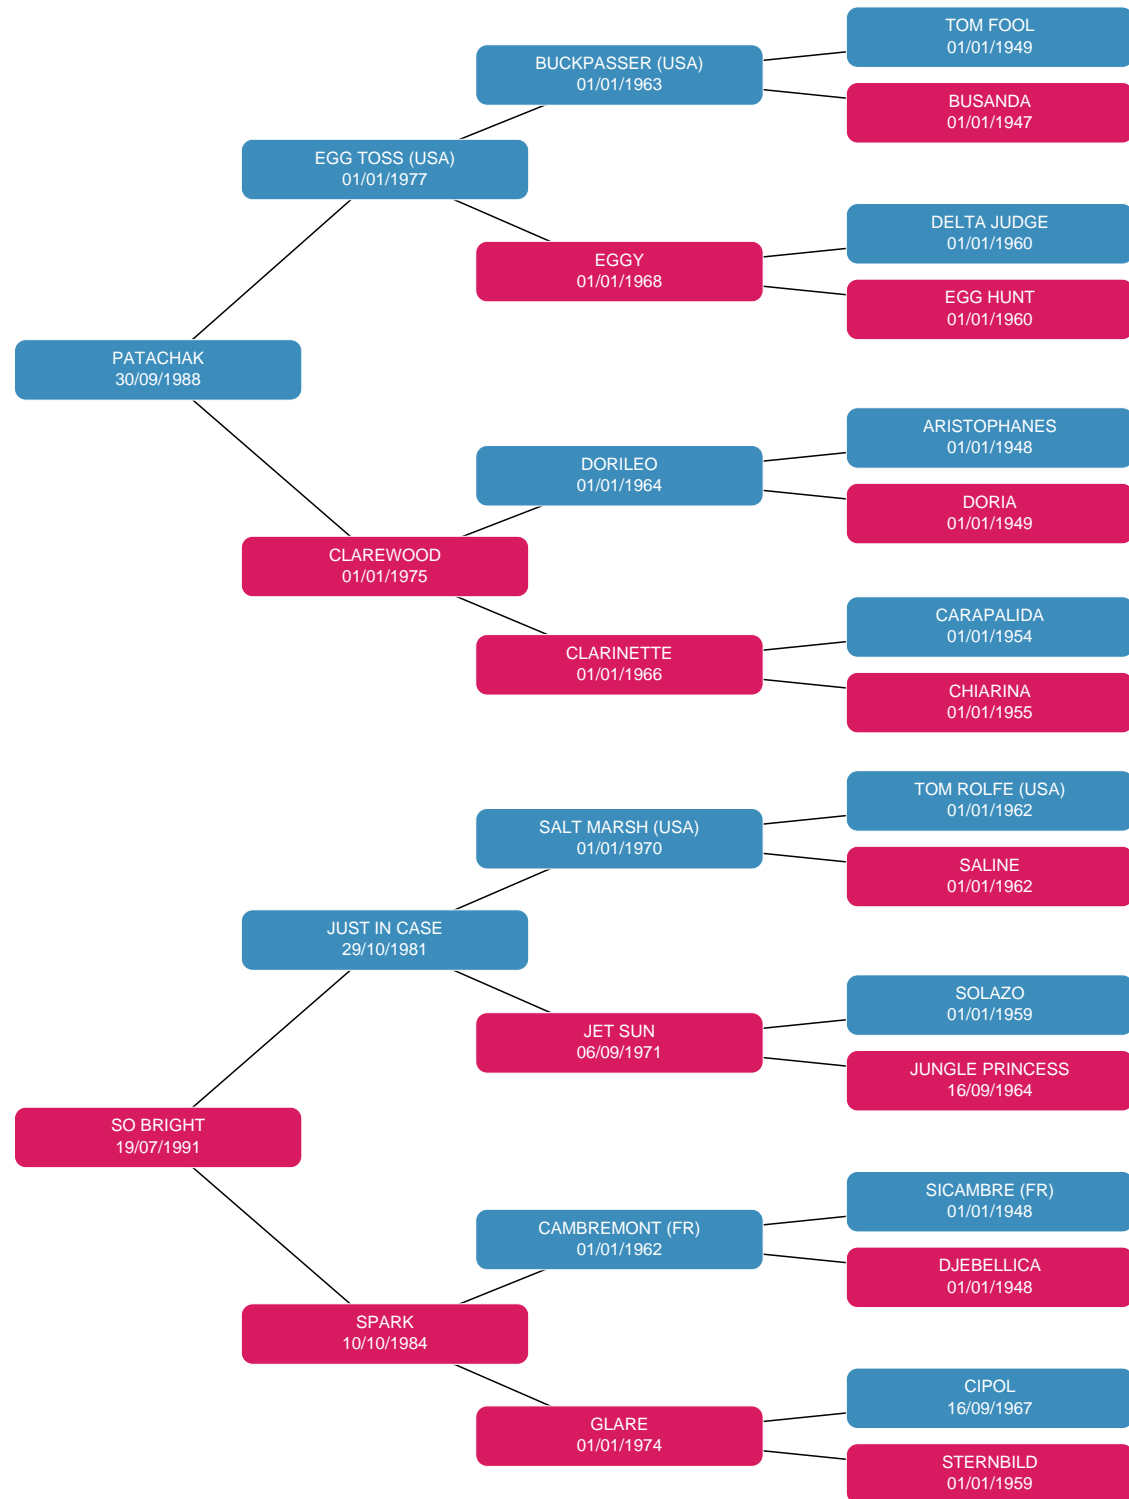 TOM FOOL
01/01/1949
BUCKPASSER (USA)
01/01/1963
BUSANDA
01/01/1947
EGG TOSS (USA)
01/01/1977
DELTA JUDGE
01/01/1960
EGGY
01/01/1968
EGG HUNT
01/01/1960
PATACHAK
30/09/1988
ARISTOPHANES
01/01/1948
DORILEO
01/01/1964
DORIA
01/01/1949
CLAREWOOD
01/01/1975
CARAPALIDA
01/01/1954
CLARINETTE
01/01/1966
CHIARINA
01/01/1955
TOM ROLFE (USA)
01/01/1962
SALT MARSH (USA)
01/01/1970
SALINE
01/01/1962
JUST IN CASE
29/10/1981
SOLAZO
01/01/1959
JET SUN
06/09/1971
JUNGLE PRINCESS
16/09/1964
SO BRIGHT
19/07/1991
SICAMBRE (FR)
01/01/1948
CAMBREMONT (FR)
01/01/1962
DJEBELLICA
01/01/1948
SPARK
10/10/1984
CIPOL
16/09/1967
GLARE
01/01/1974
STERNBILD
01/01/1959